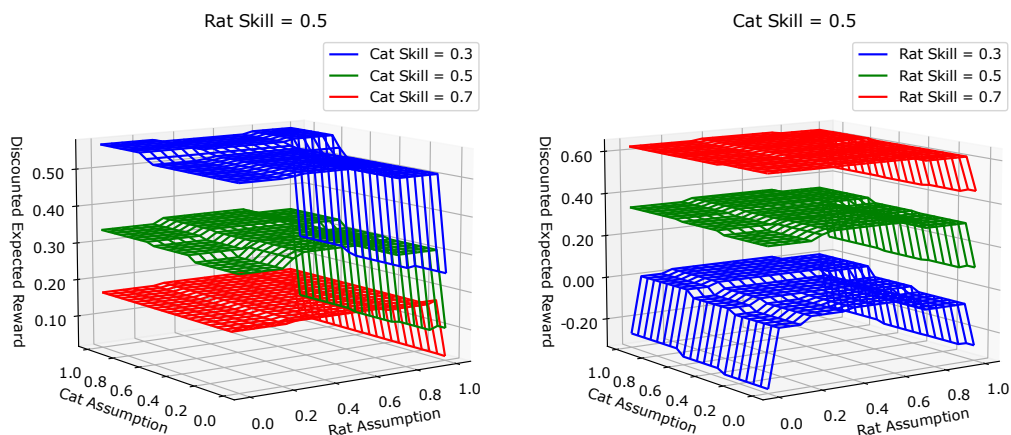 Rat Skill = 0.5
Cat Skill = 0.3
Cat Skill = 0.5
Cat Skill = 0.7
Discounted Expected Reward
0.50
0.40
0.30
0.20
0.10
1.0
0.8
0.6
0.4
0.2
0.0
Cat Assumption
0.0
0.2
0.4
0.6
0.8
1.0
Rat Assumption
Cat Skill = 0.5
Rat Skill = 0.3
Rat Skill = 0.5
Rat Skill = 0.7
Discounted Expected Reward
0.60
0.40
0.20
0.00
-0.20
1.0
0.8
0.6
0.4
0.2
0.0
Cat Assumption
0.0
0.2
0.4
0.6
0.8
1.0
Rat Assumption